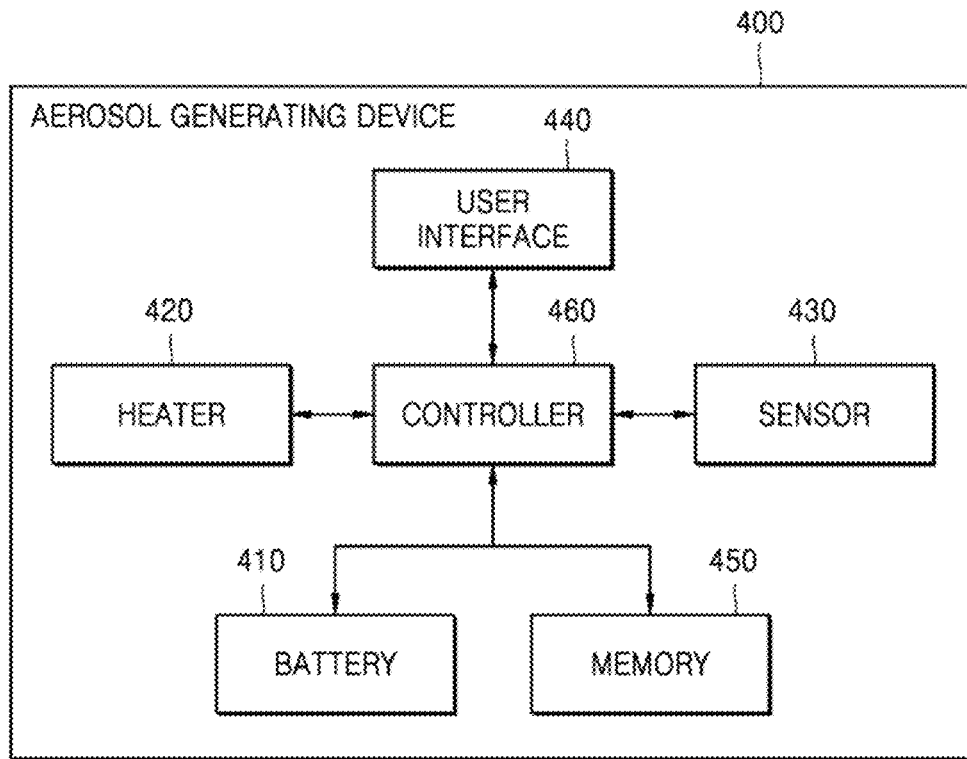 400
AEROSOL GENERATING DEVICE
440
USER
INTERFACE
420
460
430
HEATER
CONTROLLER
SENSOR
410
450
BATTERY
MEMORY